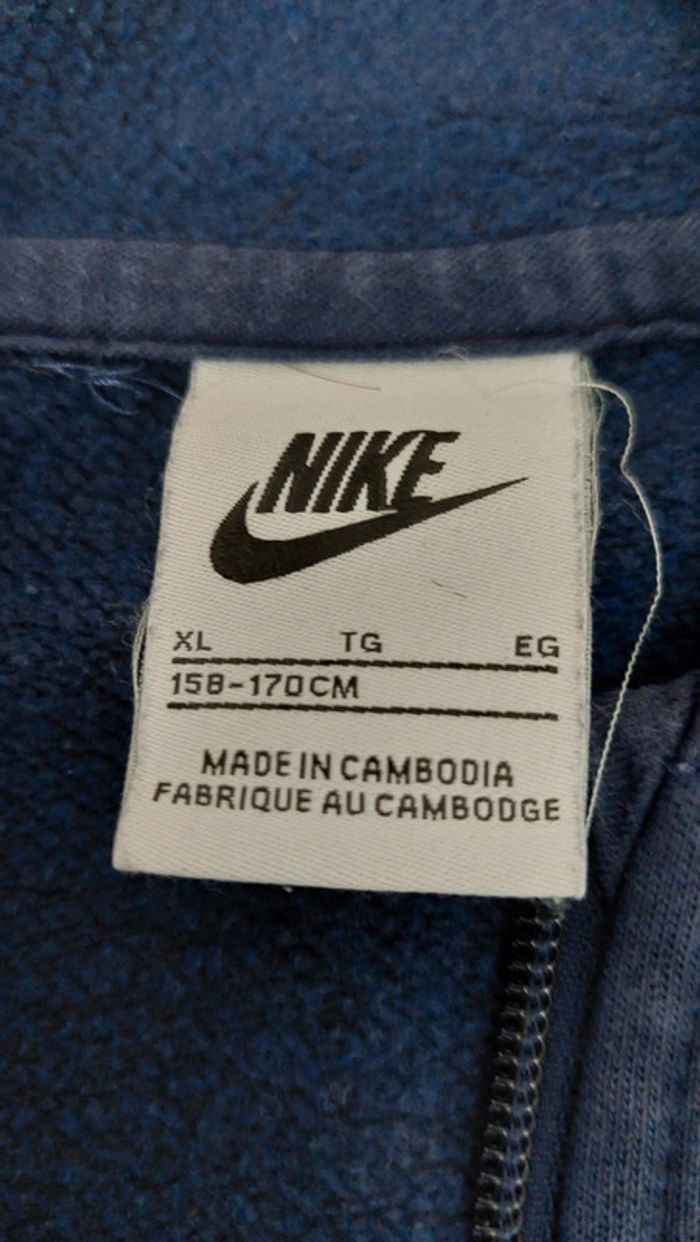 NIKE
XL TG EG
158-170CM
MADE IN CAMBODIA
FABRIQUE AU CAMBODGE